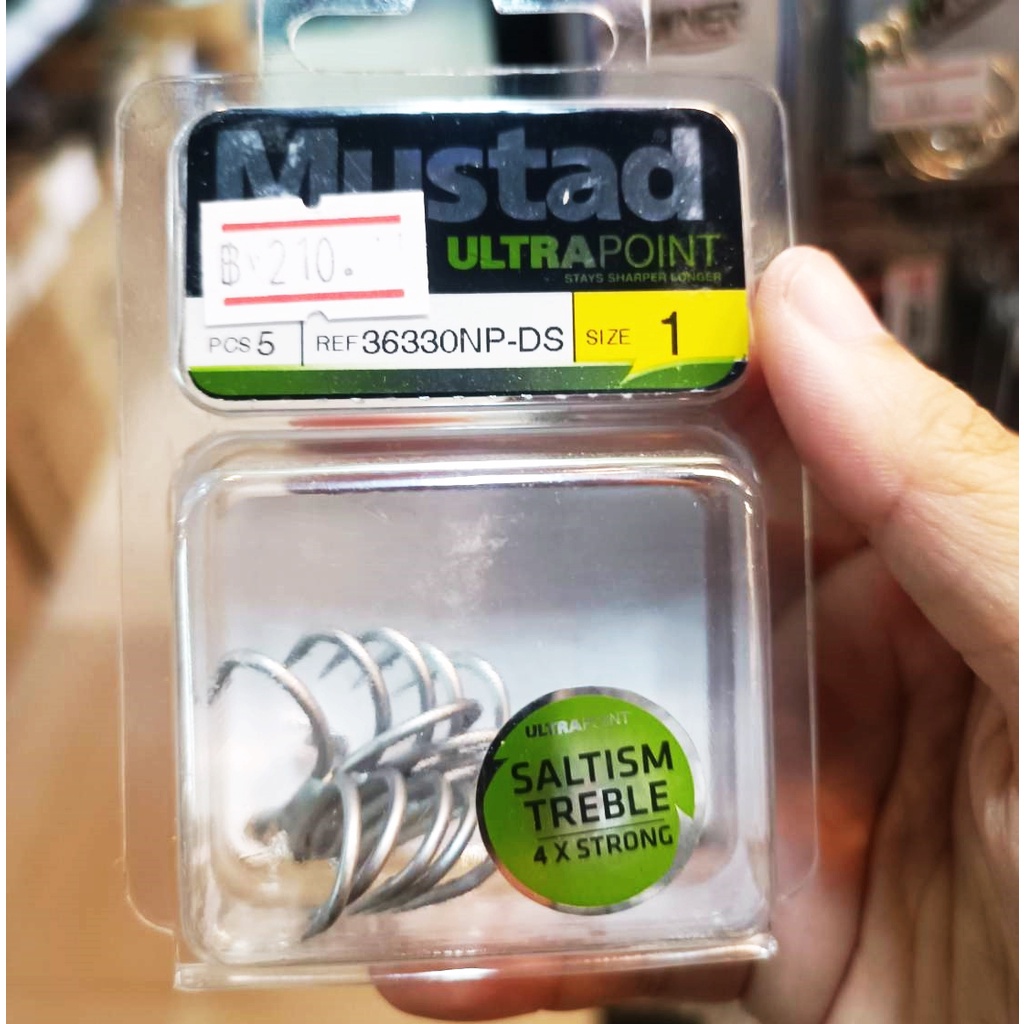 Mustad
ULTRAPOINT
STAYS SHARPER LONGER
฿ 210.
PCS 5
REF 36330NP-DS
SIZE 1
ULTRAPOINT
SALTISM
TREBLE
4 X STRONG